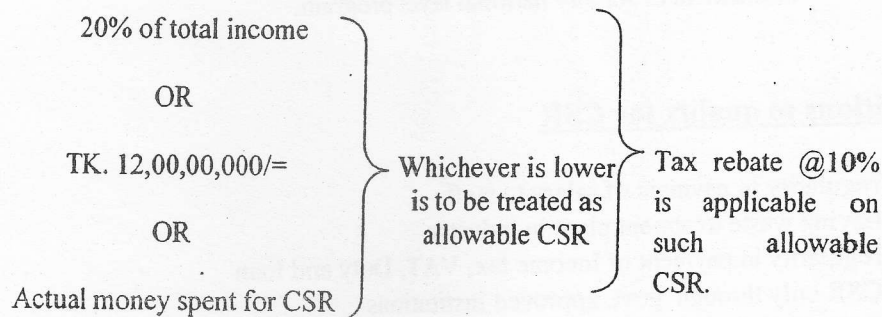 20% of total income
OR
TK. 12,00,00,000/=
OR
Actual money spent for CSR
Whichever is lower
is to be treated as
allowable CSR
Tax rebate @10%
is applicable on
such allowable
CSR.